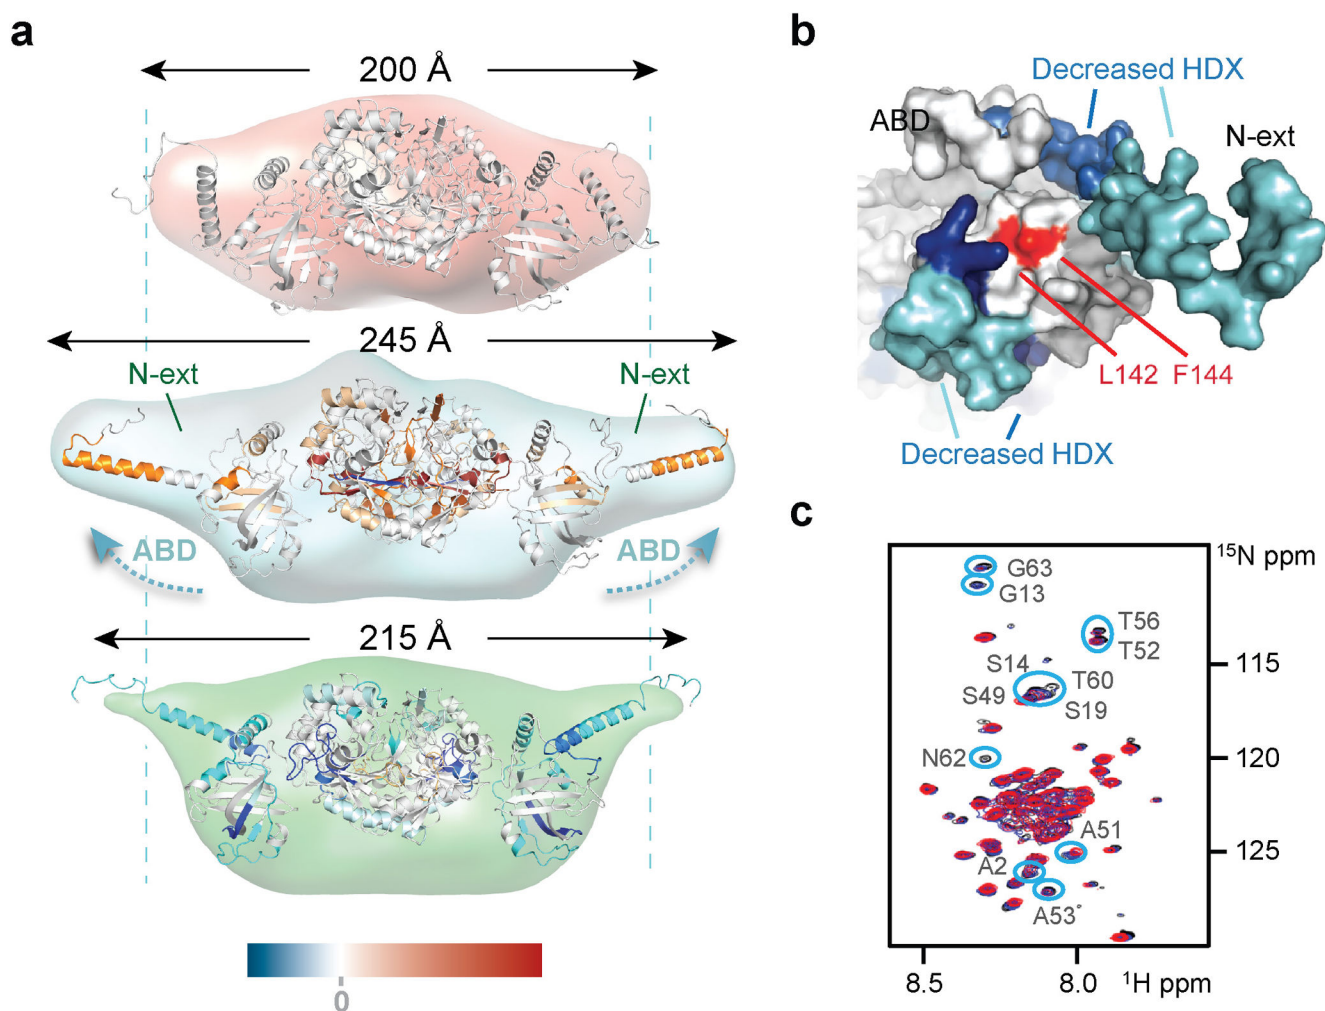 a
200 Å
245 Å
N-ext
N-ext
ABD
ABD
215 Å
0
b
Decreased HDX
ABD
N-ext
L142 F144
Decreased HDX
c
15N ppm
G63
G13
T56
T52
S14
T60
S49
S19
N62
A51
A2
A53
115
120
125
8.5
8.0
1H ppm